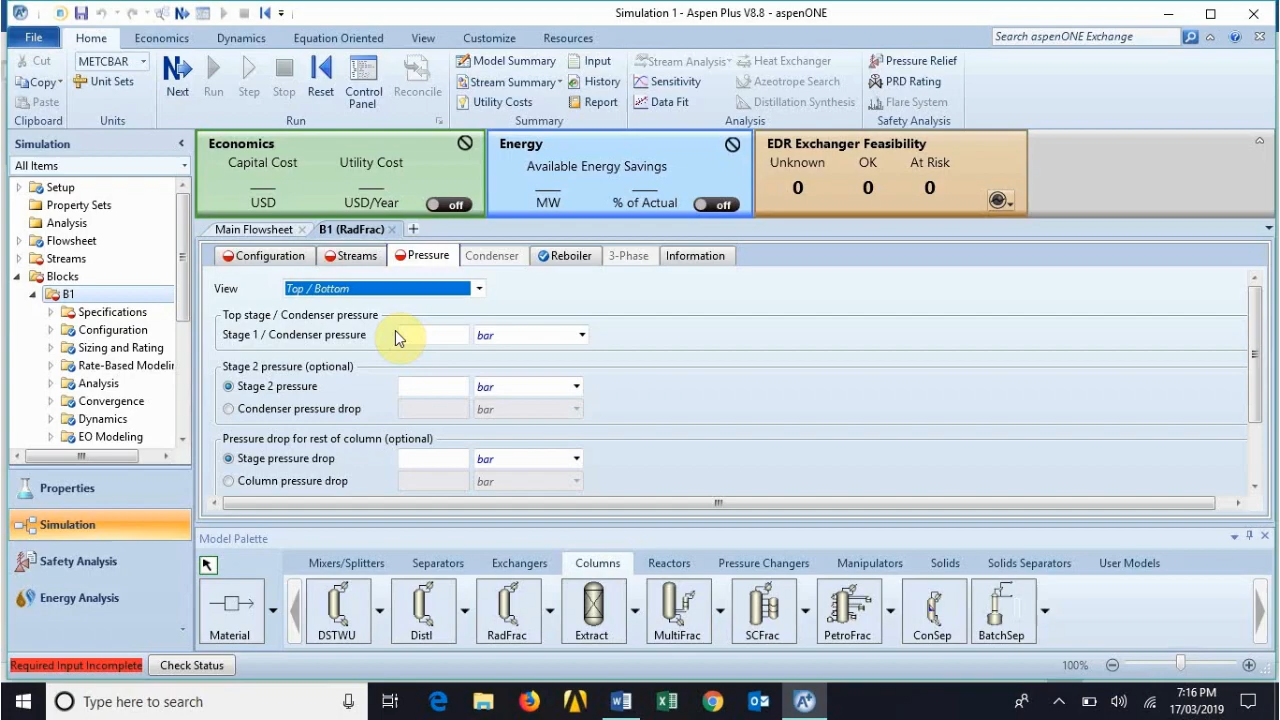 Simulation 1 - Aspen Plus V8.8 - aspenONE
File Home Economics Dynamics Equation Oriented View Customize Resources Search aspenONE Exchange
Cut METCBAR Model Summary Input Stream Analysis Heat Exchanger Pressure Relief
Copy Unit Sets Next Run Step Stop Reset Control Panel Reconcile Stream Summary History Sensitivity Azeotrope Search PRD Rating
Paste Utility Costs Report Data Fit Distillation Synthesis Flare System
Clipboard Units Run Summary Analysis Safety Analysis
Simulation
All Items
Setup
Property Sets
Analysis
Flowsheet
Streams
Blocks
B1
Specifications
Configuration
Sizing and Rating
Rate-Based Modelin
Analysis
Convergence
Dynamics
EO Modeling
Properties
Simulation
Safety Analysis
Energy Analysis
Economics
Capital Cost Utility Cost
USD USD/Year off
Energy
Available Energy Savings
MW % of Actual off
EDR Exchanger Feasibility
Unknown OK At Risk
0 0 0
Main Flowsheet B1 (RadFrac)
Configuration Streams Pressure Condenser Reboiler 3-Phase Information
View Top / Bottom
Top stage / Condenser pressure
Stage 1 / Condenser pressure bar
Stage 2 pressure (optional)
Stage 2 pressure bar
Condenser pressure drop bar
Pressure drop for rest of column (optional)
Stage pressure drop bar
Column pressure drop bar
Model Palette
Mixers/Splitters Separators Exchangers Columns Reactors Pressure Changers Manipulators Solids Solids Separators User Models
Material DSTWU Distl RadFrac Extract MultiFrac SCFrac PetroFrac ConSep BatchSep
Required Input Incomplete Check Status 100%
Type here to search 7:16 PM
17/03/2019